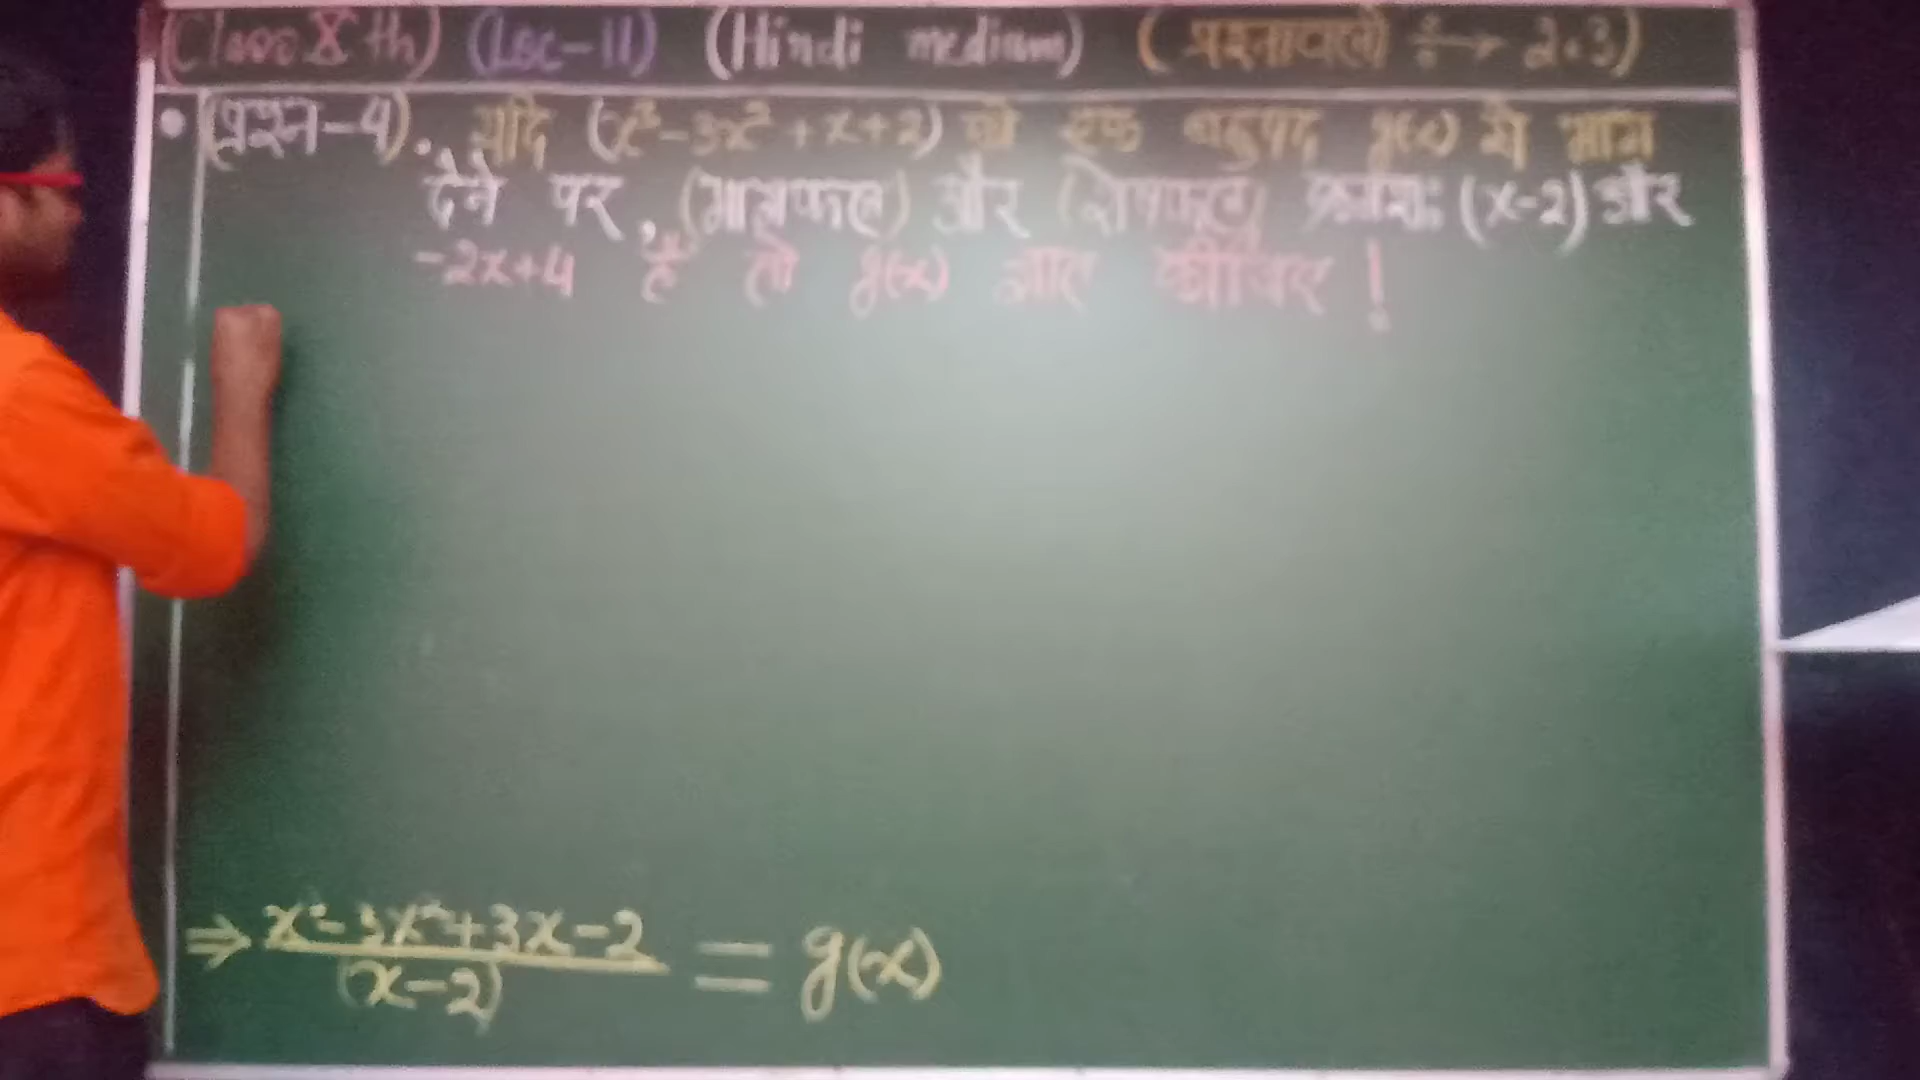 (Class Xth) (Lec-11) (Hindi medium) (प्रश्नावली ÷→ 2.3)
• (प्रश्न-4). यदि (x³-3x²+x+2) को एक बहुपद g(x) से भाग
देने पर, (भागफल) और (शेषफल) क्रमशः (x-2) और
-2x+4 हैं तो g(x) ज्ञात कीजिए !
⇒ x³-3x²+3x-2 = g(x)
(x-2)